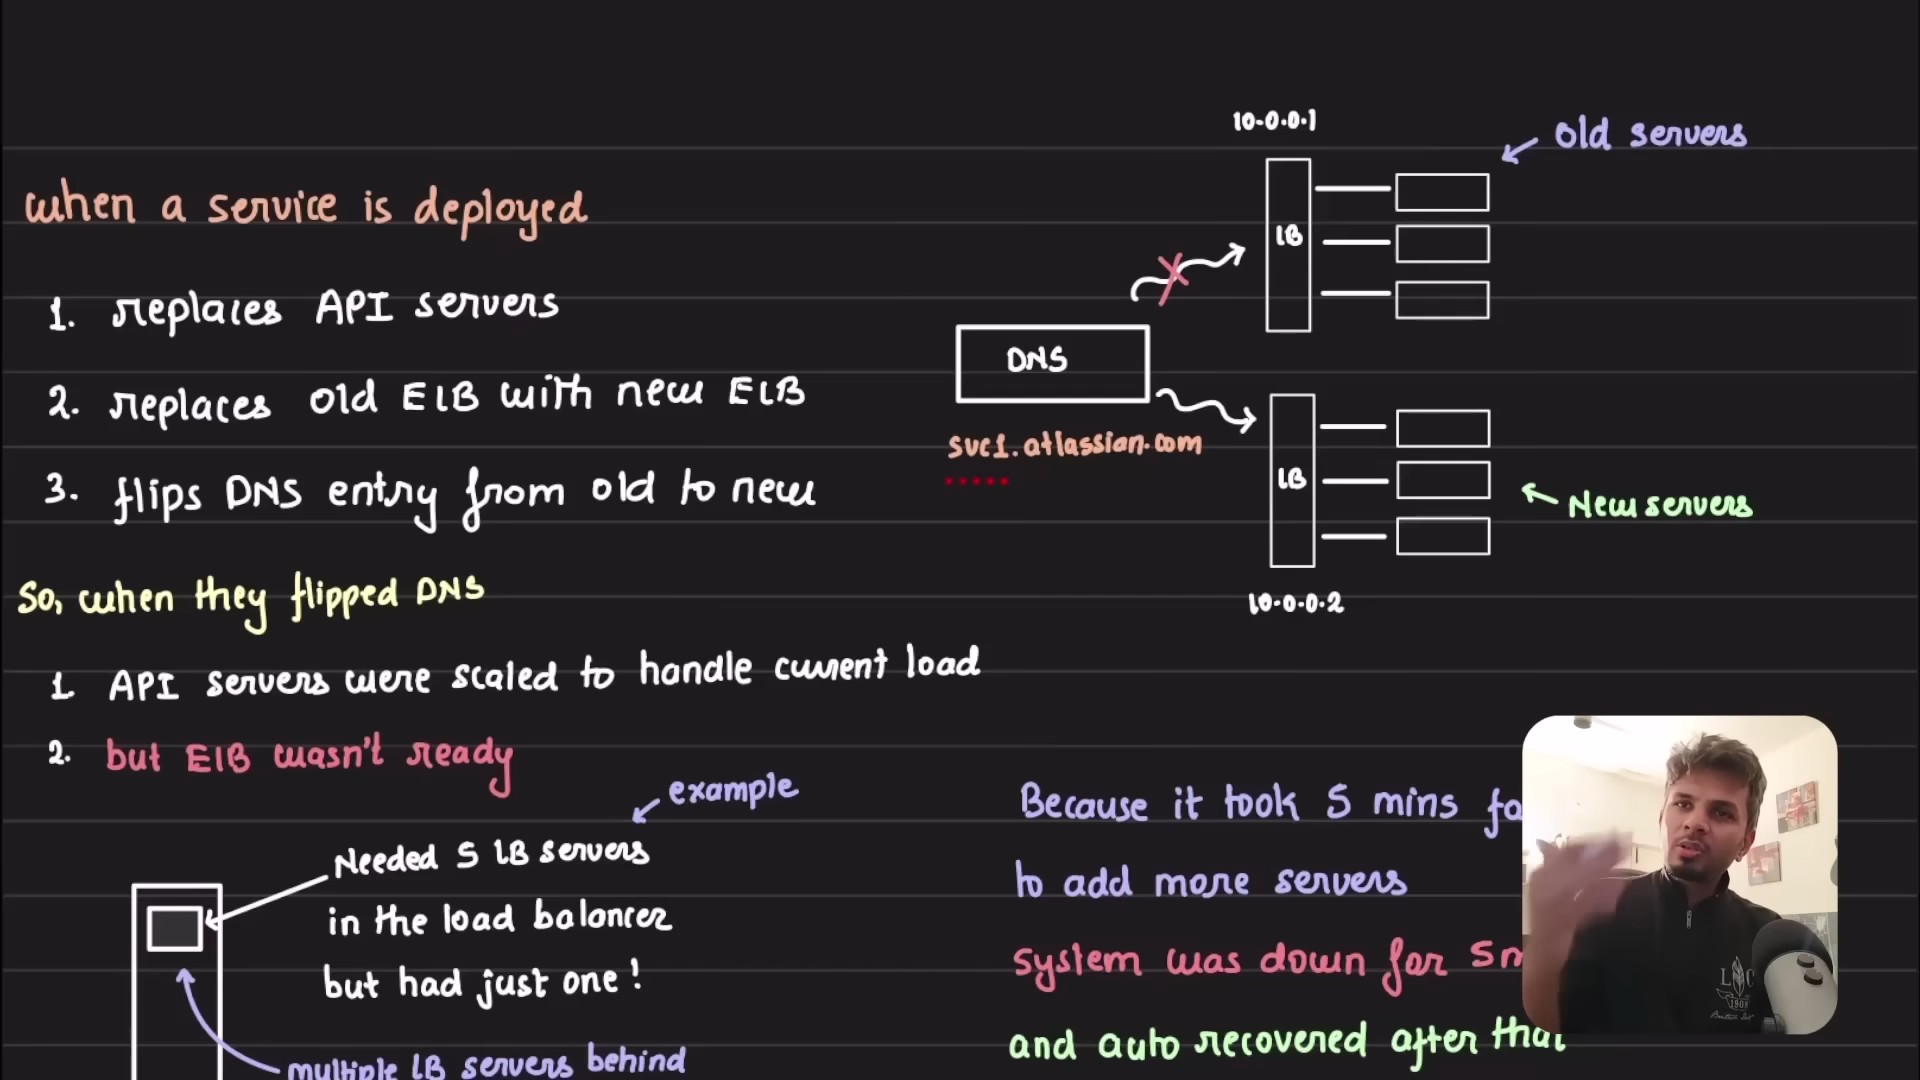 when a service is deployed
1. replaces API servers
2. replaces old ELB with new ELB
3. flips DNS entry from old to new
So, when they flipped DNS
1. API servers were scaled to handle current load
2. but ELB wasn't ready
example
Needed 5 LB servers
in the load balancer
but had just one!
multiple LB servers behind
10.0.0.1
old servers
LB
DNS
svc1.atlassian.com
LB
New servers
10.0.0.2
Because it took 5 mins
to add more servers
system was down for 5
and auto recovered after that
L C
1908